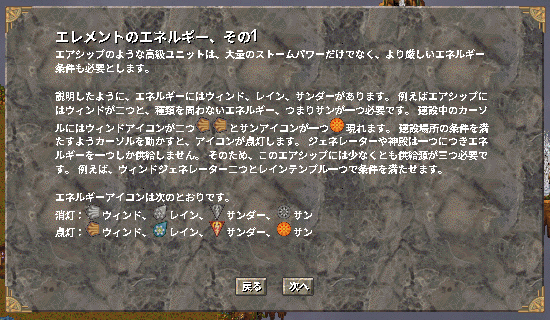 エレメントのエネルギー、その1
エアシップのような高級ユニットは、大量のストームパワーだけでなく、より厳しいエネルギー
条件も必要とします。
説明したように、エネルギーにはウィンド、レイン、サンダーがあります。 例えばエアシップに
はウィンドが二つと、種類を問わないエネルギー、つまりサンが一つ必要です。 建設中のカーソ
ルにはウィンドアイコンが二つ とサンアイコンが一つ 現れます。 建設場所の条件を満
たすようカーソルを動かすと、アイコンが点灯します。 ジェネレーターや神殿は一つにつきエネ
ルギーを一つしか供給しません。 そのため、このエアシップには少なくとも供給源が三つ必要で
す。 例えば、ウィンドジェネレーター二つとレインテンプル一つで条件を満たせます。
エネルギーアイコンは次のとおりです。
消灯： ウィンド、 レイン、 サンダー、 サン
点灯： ウィンド、 レイン、 サンダー、 サン
戻る 次へ